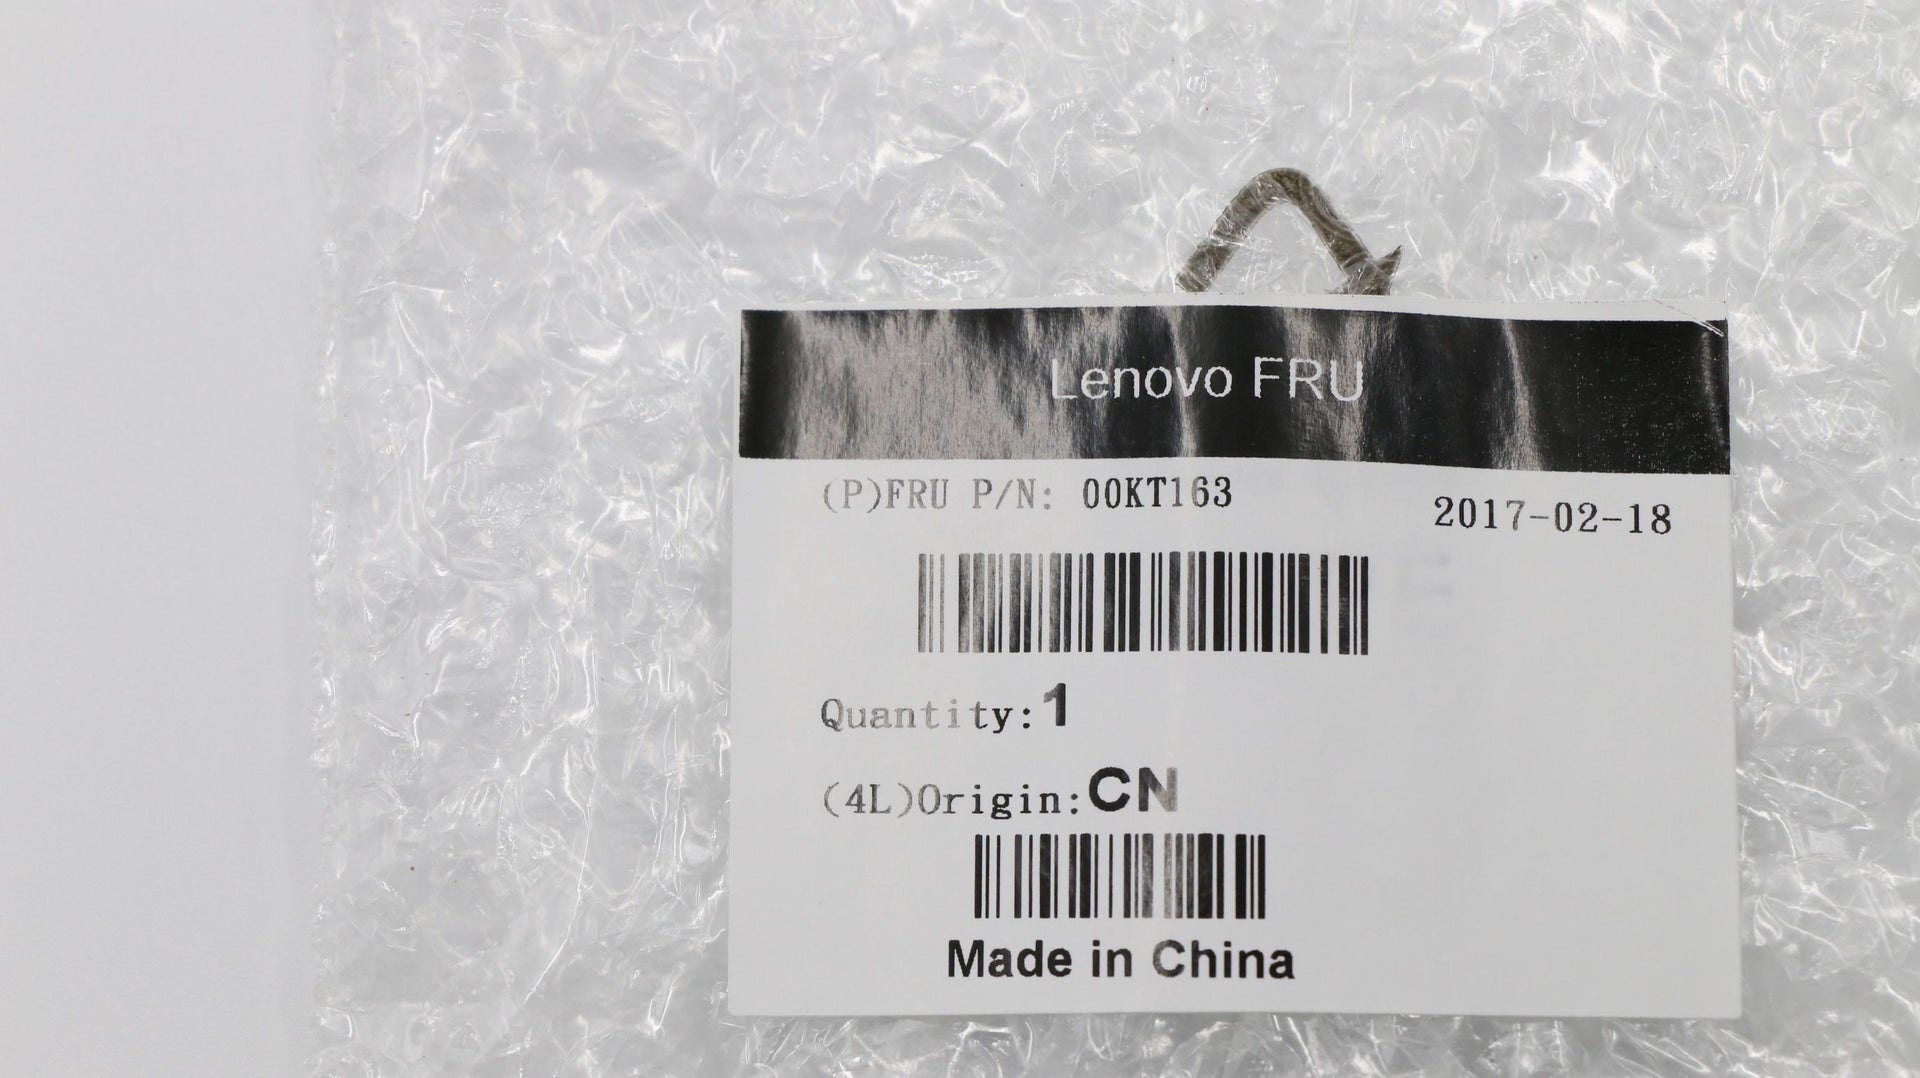 Lenovo FRU
(P)FRU P/N: 00KT163
2017-02-18
Quantity:1
(4L)Origin:CN
Made in China